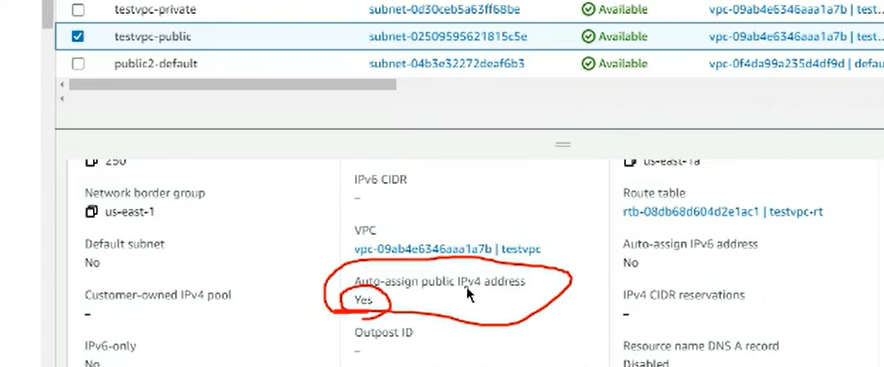 testvpc-private subnet-0d30ceb5a63ff68be Available vpc-09ab4e6346aaa1a7b | test...
testvpc-public subnet-02509595621815c5e Available vpc-09ab4e6346aaa1a7b | test...
public2-default subnet-04b3e32272deaf6b3 Available vpc-0f4da99a235d4df9d | defau
250 us-east-1a
IPv6 CIDR
–
Network border group
us-east-1
Route table
rtb-08db68d604d2e1ac1 | testvpc-rt
VPC
vpc-09ab4e6346aaa1a7b | testvpc
Default subnet
No
Auto-assign IPv6 address
No
Auto-assign public IPv4 address
Yes
Customer-owned IPv4 pool
–
IPv4 CIDR reservations
–
Outpost ID
–
IPv6-only
No
Resource name DNS A record
Disabled